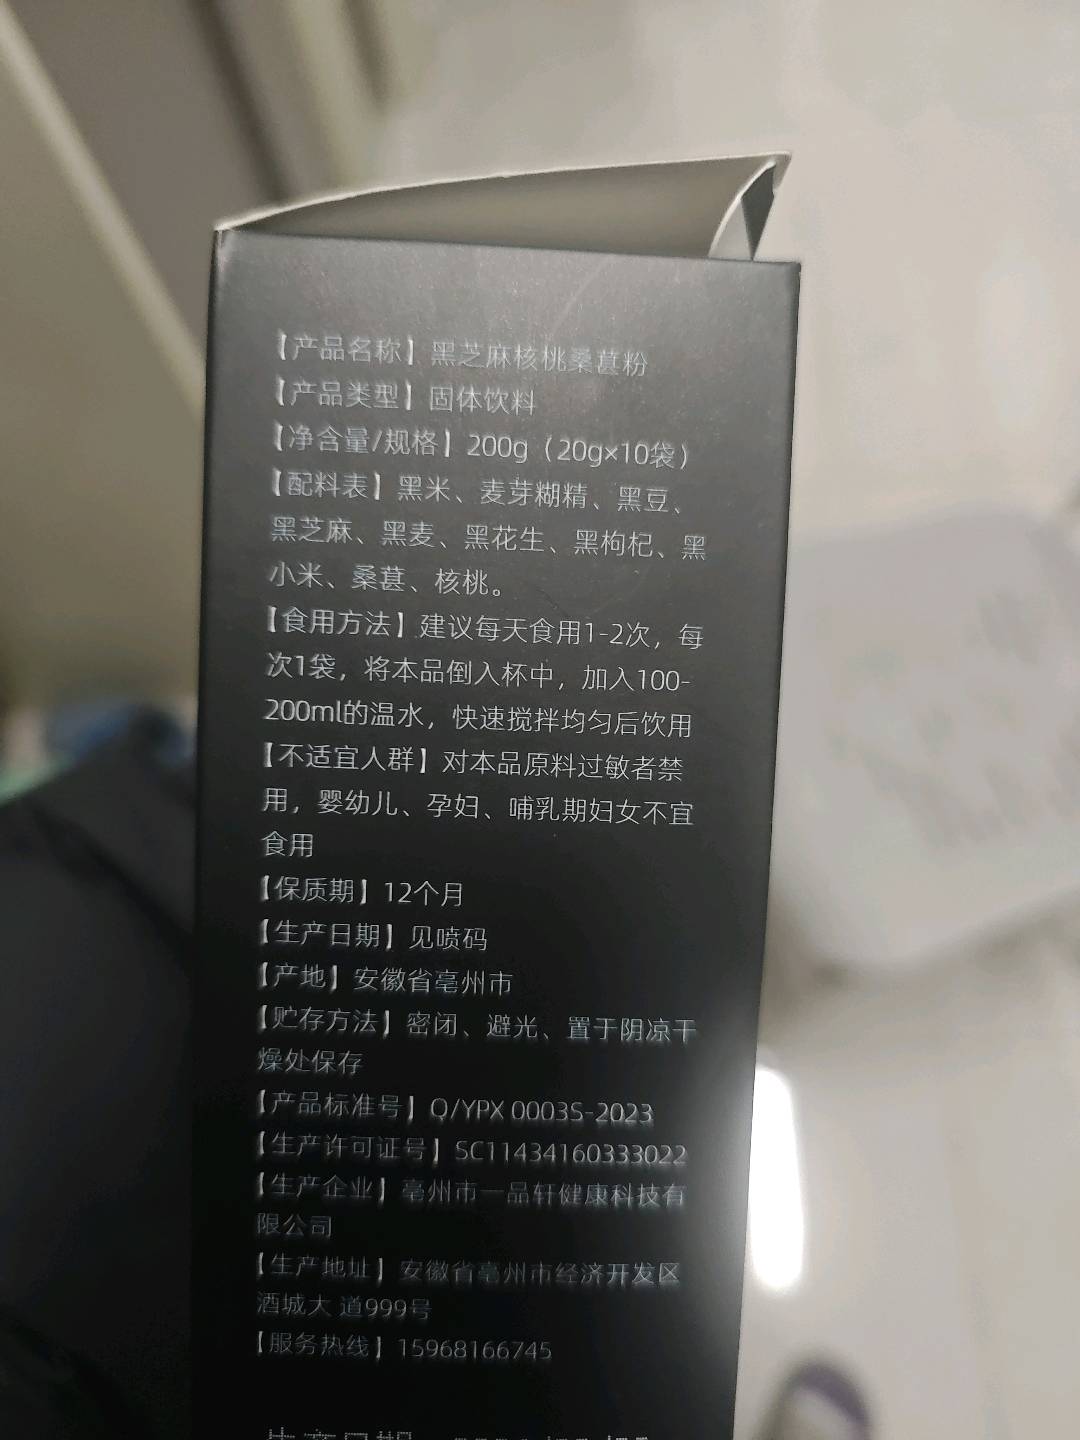 【产品名称】黑芝麻核桃桑葚粉
【产品类型】固体饮料
【净含量/规格】200g（20g×10袋）
【配料表】黑米、麦芽糊精、黑豆、
黑芝麻、黑麦、黑花生、黑枸杞、黑
小米、桑葚、核桃。
【食用方法】建议每天食用1-2次，每
次1袋，将本品倒入杯中，加入100-
200ml的温水，快速搅拌均匀后饮用
【不适宜人群】对本品原料过敏者禁
用，婴幼儿、孕妇、哺乳期妇女不宜
食用
【保质期】12个月
【生产日期】见喷码
【产地】安徽省亳州市
【贮存方法】密闭、避光、置于阴凉干
燥处保存
【产品标准号】Q/YPX 0003S-2023
【生产许可证号】SC11434160333022
【生产企业】亳州市一品轩健康科技有
限公司
【生产地址】安徽省亳州市经济开发区
酒城大 道999号
【服务热线】15968166745
生产日期